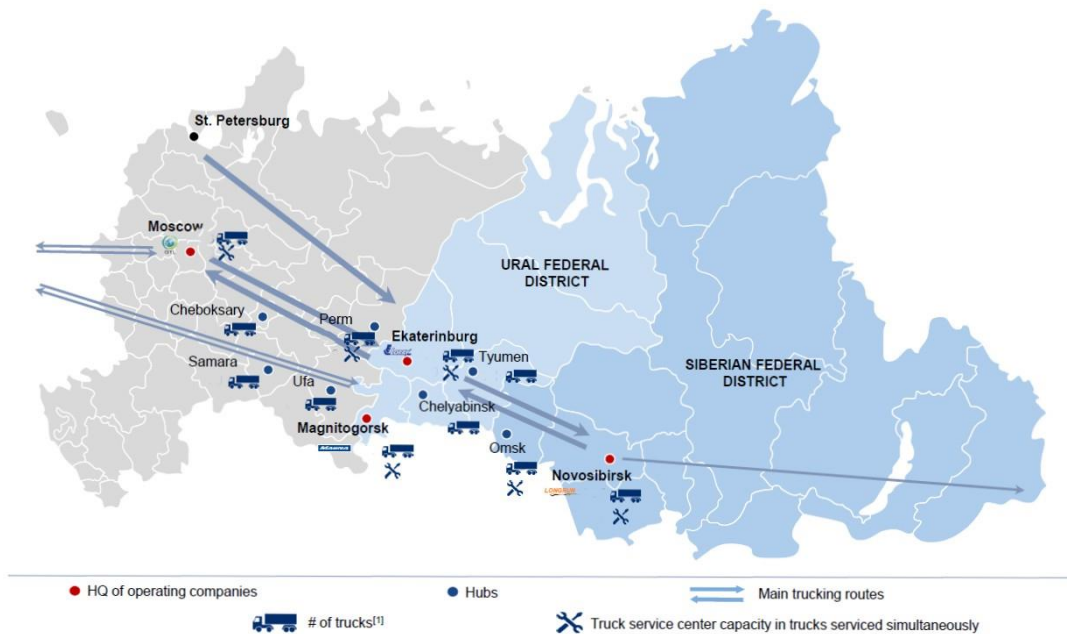 St. Petersburg
Moscow
URAL FEDERAL
DISTRICT
Cheboksary
Perm
Ekaterinburg
Samara
Tyumen
SIBERIAN FEDERAL
DISTRICT
Ufa
Chelyabinsk
Magnitogorsk
Omsk
Novosibirsk
LONGRUN
HQ of operating companies
Hubs
Main trucking routes
# of trucks[1]
Truck service center capacity in trucks serviced simultaneously